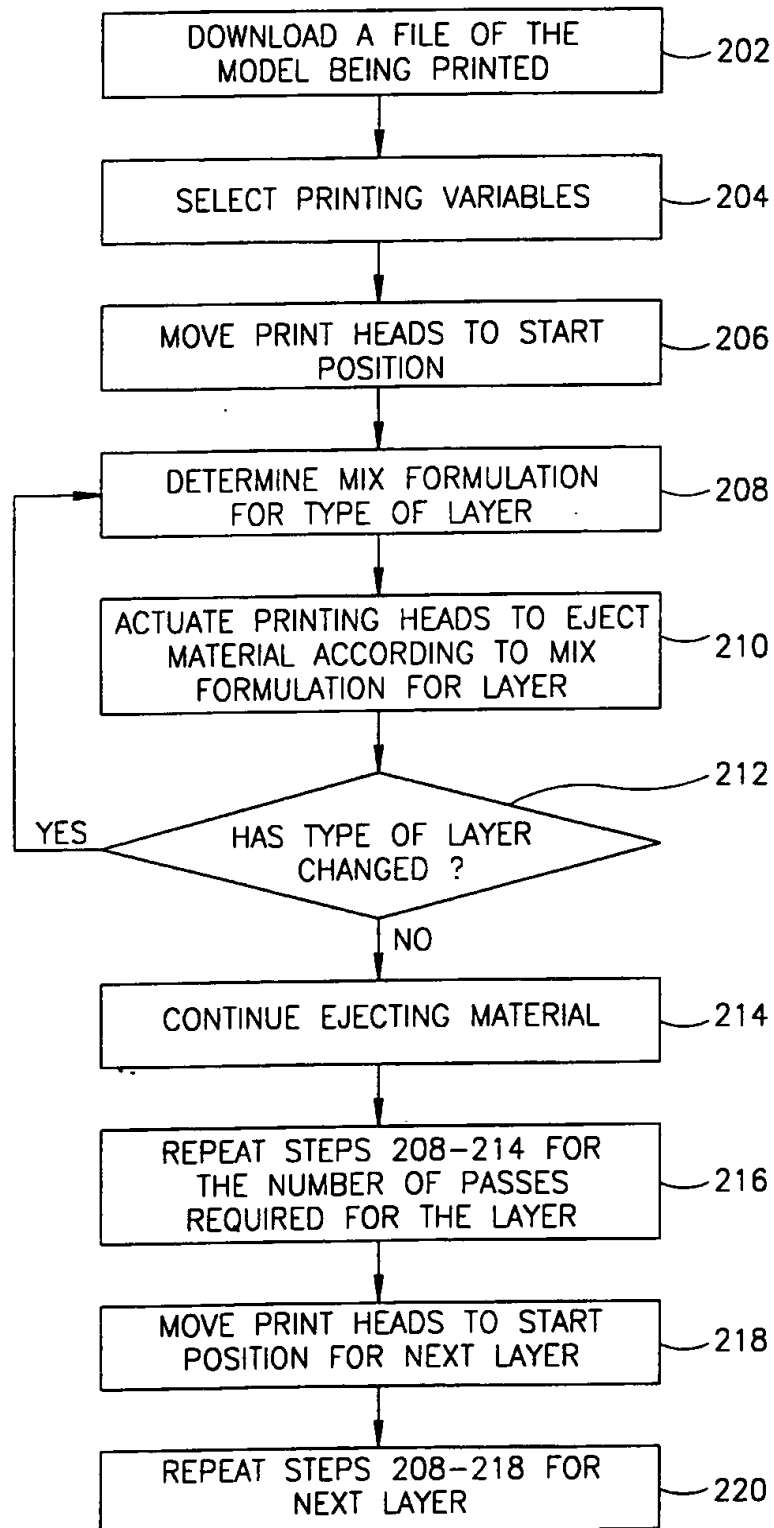 DOWNLOAD A FILE OF THE
MODEL BEING PRINTED
202
SELECT PRINTING VARIABLES
204
MOVE PRINT HEADS TO START
POSITION
206
DETERMINE MIX FORMULATION
FOR TYPE OF LAYER
208
ACTUATE PRINTING HEADS TO EJECT
MATERIAL ACCORDING TO MIX
FORMULATION FOR LAYER
210
212
YES
HAS TYPE OF LAYER
CHANGED ?
NO
CONTINUE EJECTING MATERIAL
214
REPEAT STEPS 208-214 FOR
THE NUMBER OF PASSES
REQUIRED FOR THE LAYER
216
MOVE PRINT HEADS TO START
POSITION FOR NEXT LAYER
218
REPEAT STEPS 208-218 FOR
NEXT LAYER
220